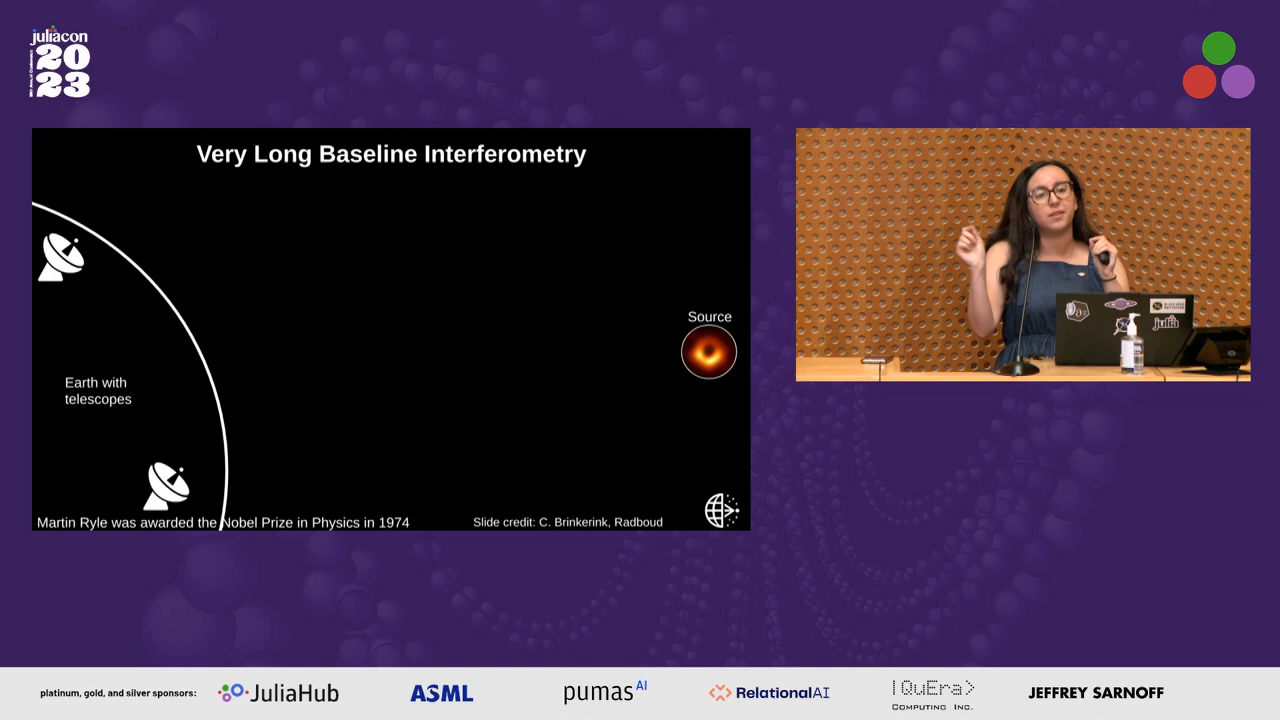 juliacon
20
23
Very Long Baseline Interferometry
Source
Earth with
telescopes
Martin Ryle was awarded the Nobel Prize in Physics in 1974
Slide credit: C. Brinkerink, Radboud
julia
platinum, gold, and silver sponsors:
JuliaHub
ASML
pumas AI
RelationalAI
|QuEra>
COMPUTING INC.
JEFFREY SARNOFF